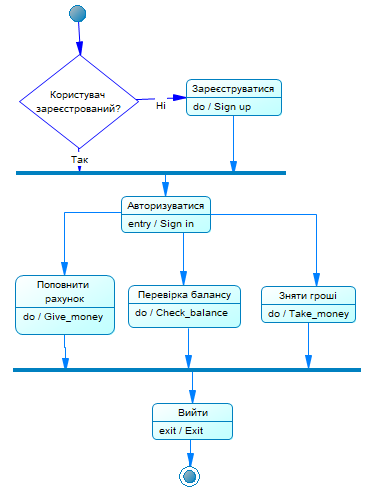 Користувач
зареєстрований?
Ні
Так
Зареєструватися
do / Sign up
Авторизуватися
entry / Sign in
Поповнити
рахунок
do / Give_money
Перевірка балансу
do / Check_balance
Зняти гроші
do / Take_money
Вийти
exit / Exit